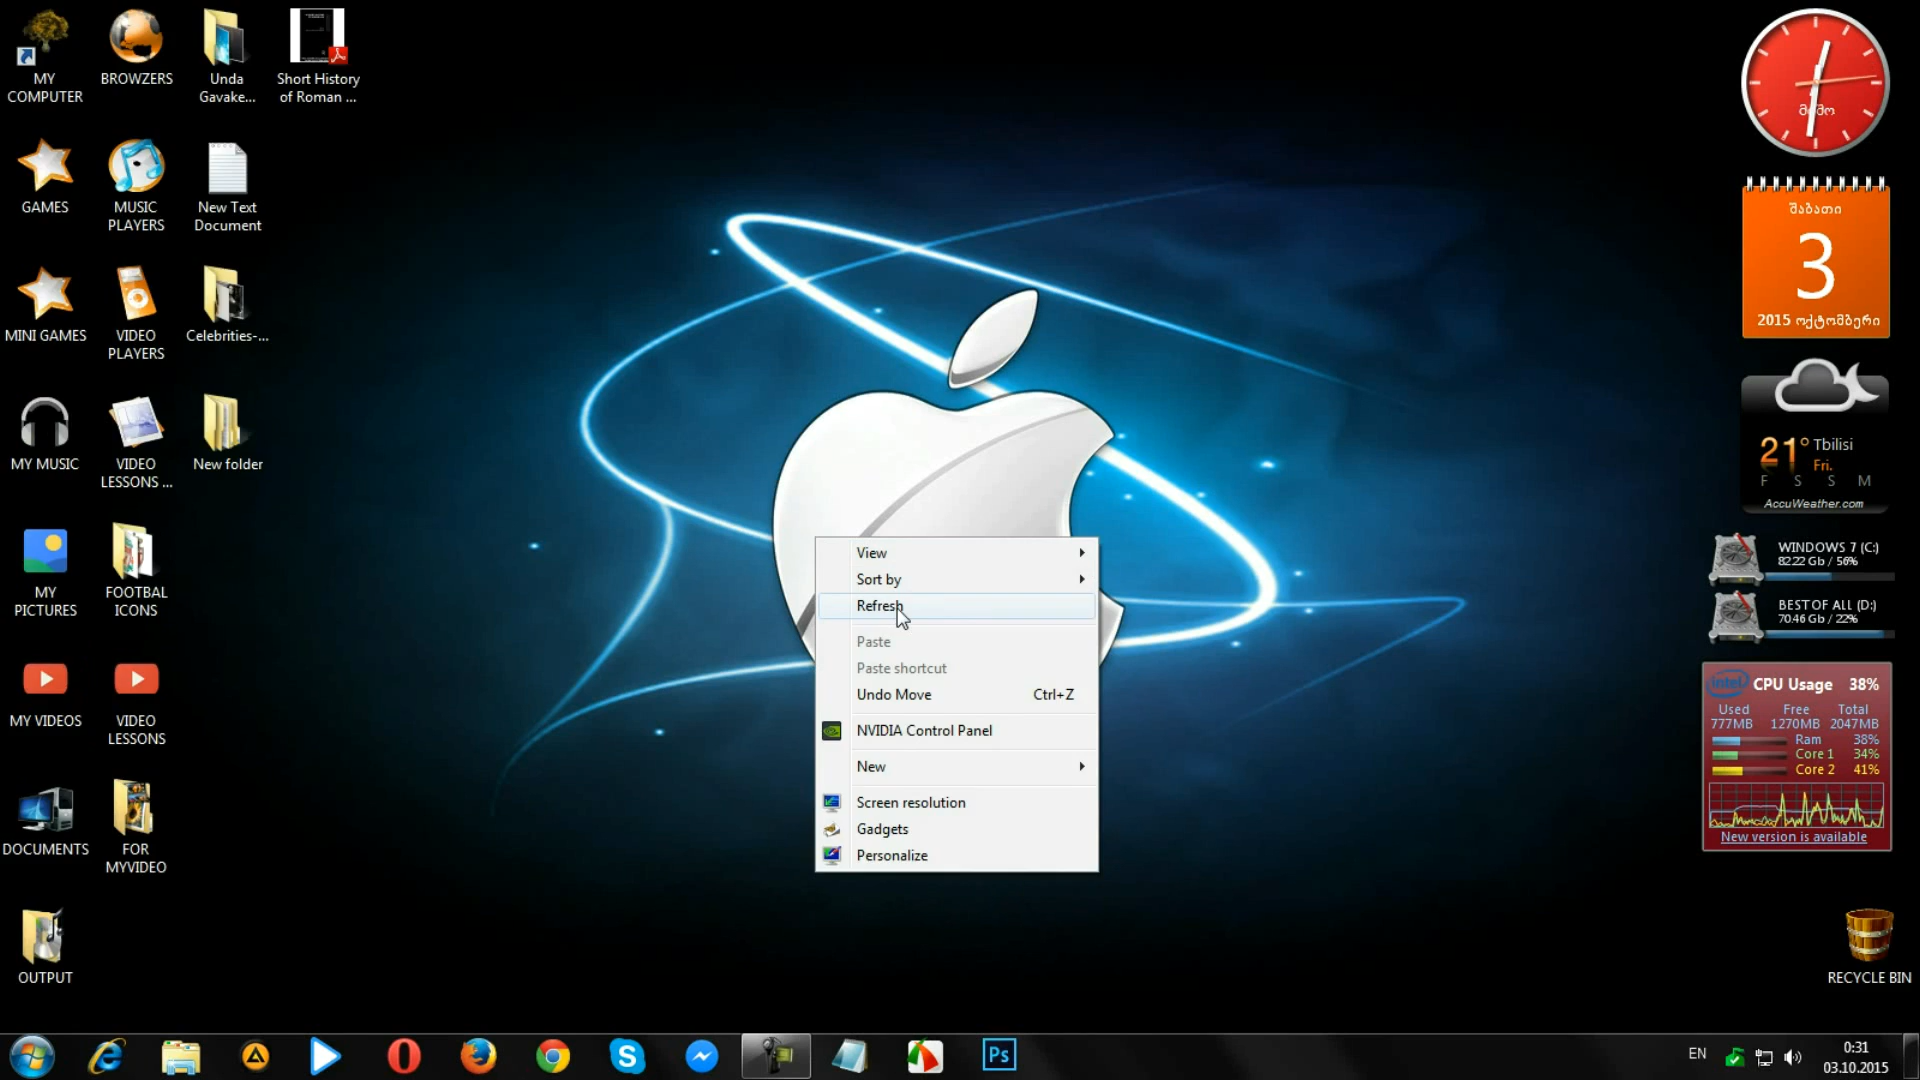 MY
COMPUTER
BROWZERS
Unda
Gavake...
Short History
of Roman ...
GAMES
MUSIC
PLAYERS
New Text
Document
MINI GAMES
VIDEO
PLAYERS
Celebrities-...
MY MUSIC
VIDEO
LESSONS ...
New folder
MY
PICTURES
FOOTBAL
ICONS
MY VIDEOS
VIDEO
LESSONS
DOCUMENTS
FOR
MYVIDEO
OUTPUT
View
Sort by
Refresh
Paste
Paste shortcut
Undo Move Ctrl+Z
NVIDIA Control Panel
New
Screen resolution
Gadgets
Personalize
შაბათი
3
2015 ოქტომბერი
21° Tbilisi
Fri.
F S S M
AccuWeather.com
WINDOWS 7 (C:)
82.22 Gb / 56%
BEST OF ALL (D:)
70.46 Gb / 22%
intel CPU Usage 38%
Used Free Total
777MB 1270MB 2047MB
Ram 38%
Core 1 34%
Core 2 41%
New version is available
RECYCLE BIN
Ps
EN
0:31
03.10.2015